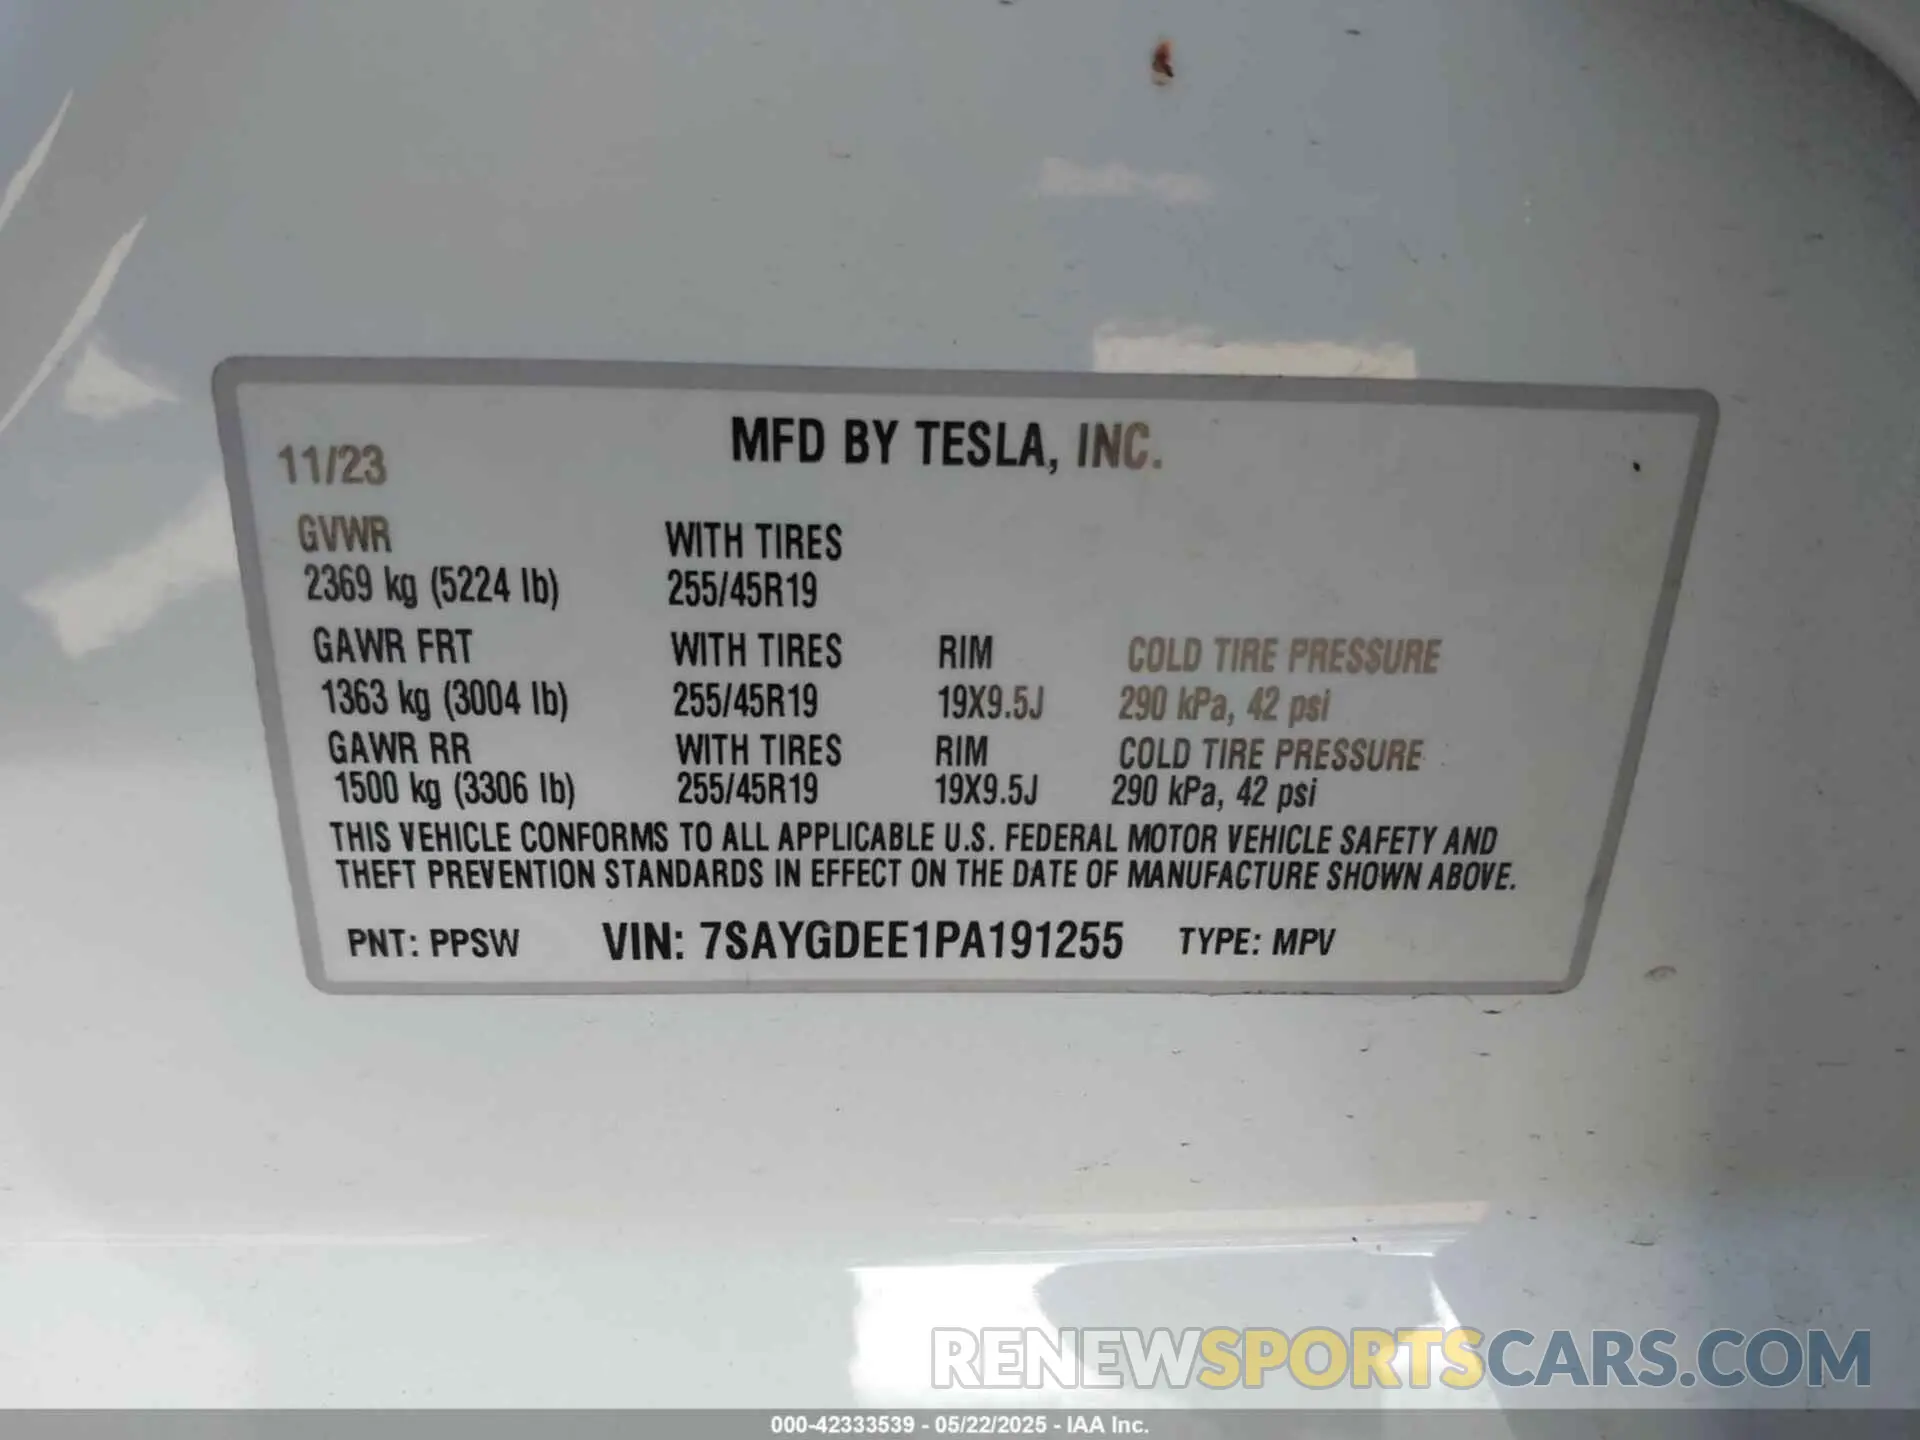 MFD BY TESLA, INC.
11/23
GVWR WITH TIRES
2369 kg (5224 lb) 255/45R19
GAWR FRT WITH TIRES RIM COLD TIRE PRESSURE
1363 kg (3004 lb) 255/45R19 19X9.5J 290 kPa, 42 psi
GAWR RR WITH TIRES RIM COLD TIRE PRESSURE
1500 kg (3306 lb) 255/45R19 19X9.5J 290 kPa, 42 psi
THIS VEHICLE CONFORMS TO ALL APPLICABLE U.S. FEDERAL MOTOR VEHICLE SAFETY AND
THEFT PREVENTION STANDARDS IN EFFECT ON THE DATE OF MANUFACTURE SHOWN ABOVE.
PNT: PPSW VIN: 7SAYGDEE1PA191255 TYPE: MPV
RENEWSPORTSCARS.COM
000-42333539 - 05/22/2025 - IAA Inc.